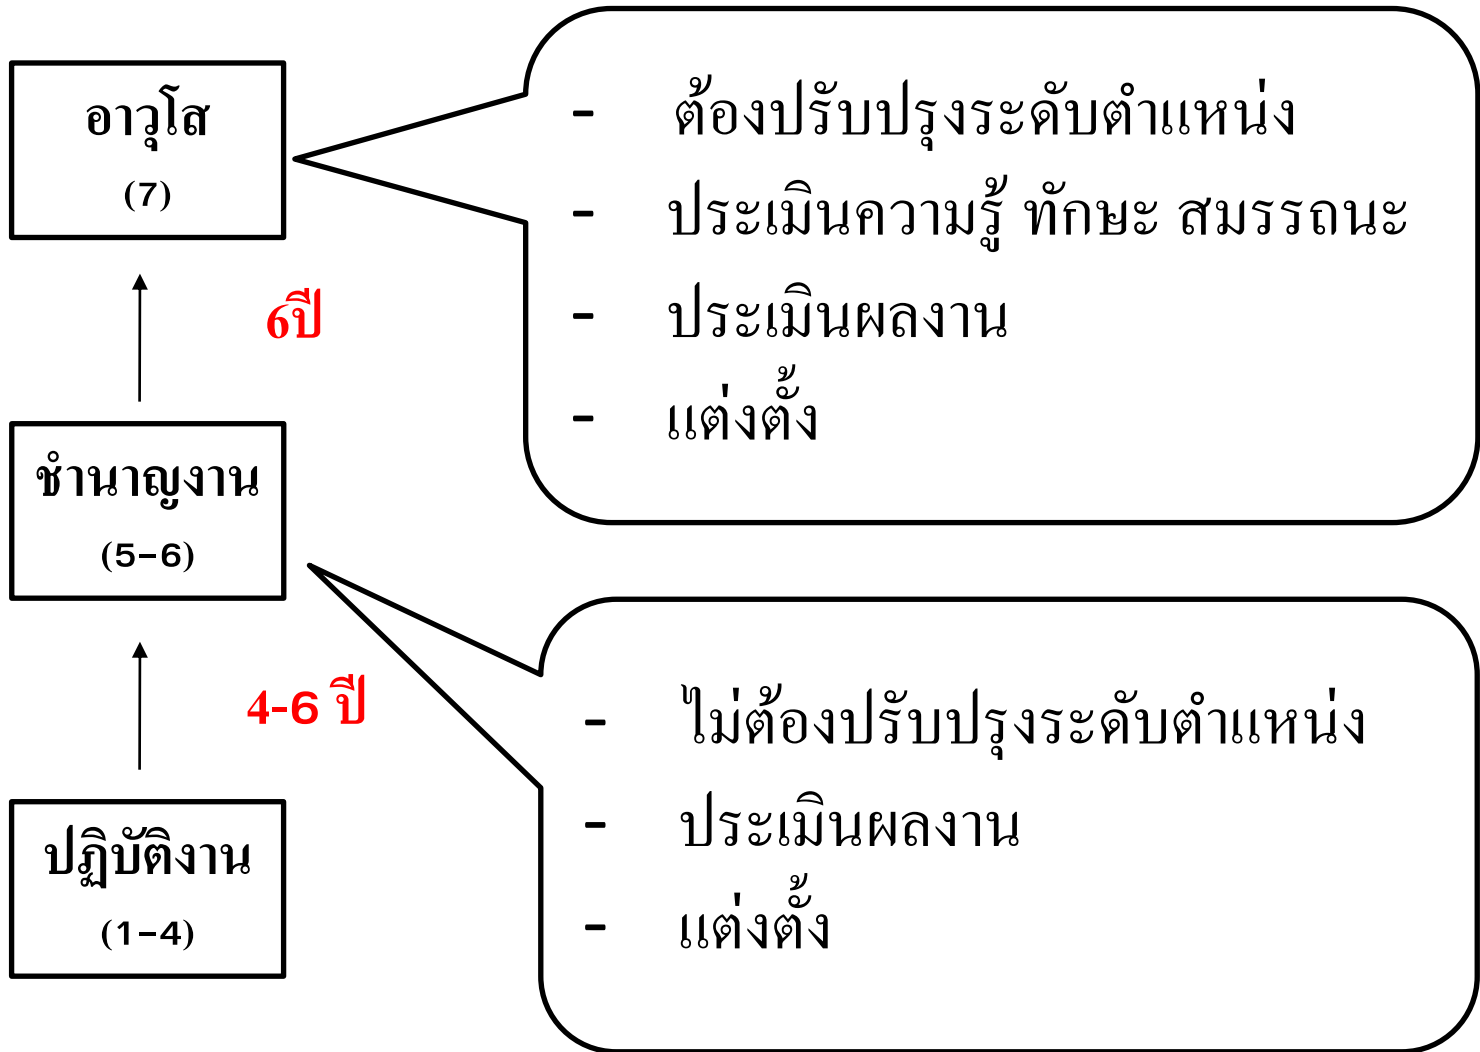 อาวุโส
(7)
- ต้องปรับปรุงระดับตำแหน่ง
- ประเมินความรู้ ทักษะ สมรรถนะ
- ประเมินผลงาน
- แต่งตั้ง
6ปี
ชำนาญงาน
(5-6)
- ไม่ต้องปรับปรุงระดับตำแหน่ง
- ประเมินผลงาน
- แต่งตั้ง
4-6 ปี
ปฏิบัติงาน
(1-4)